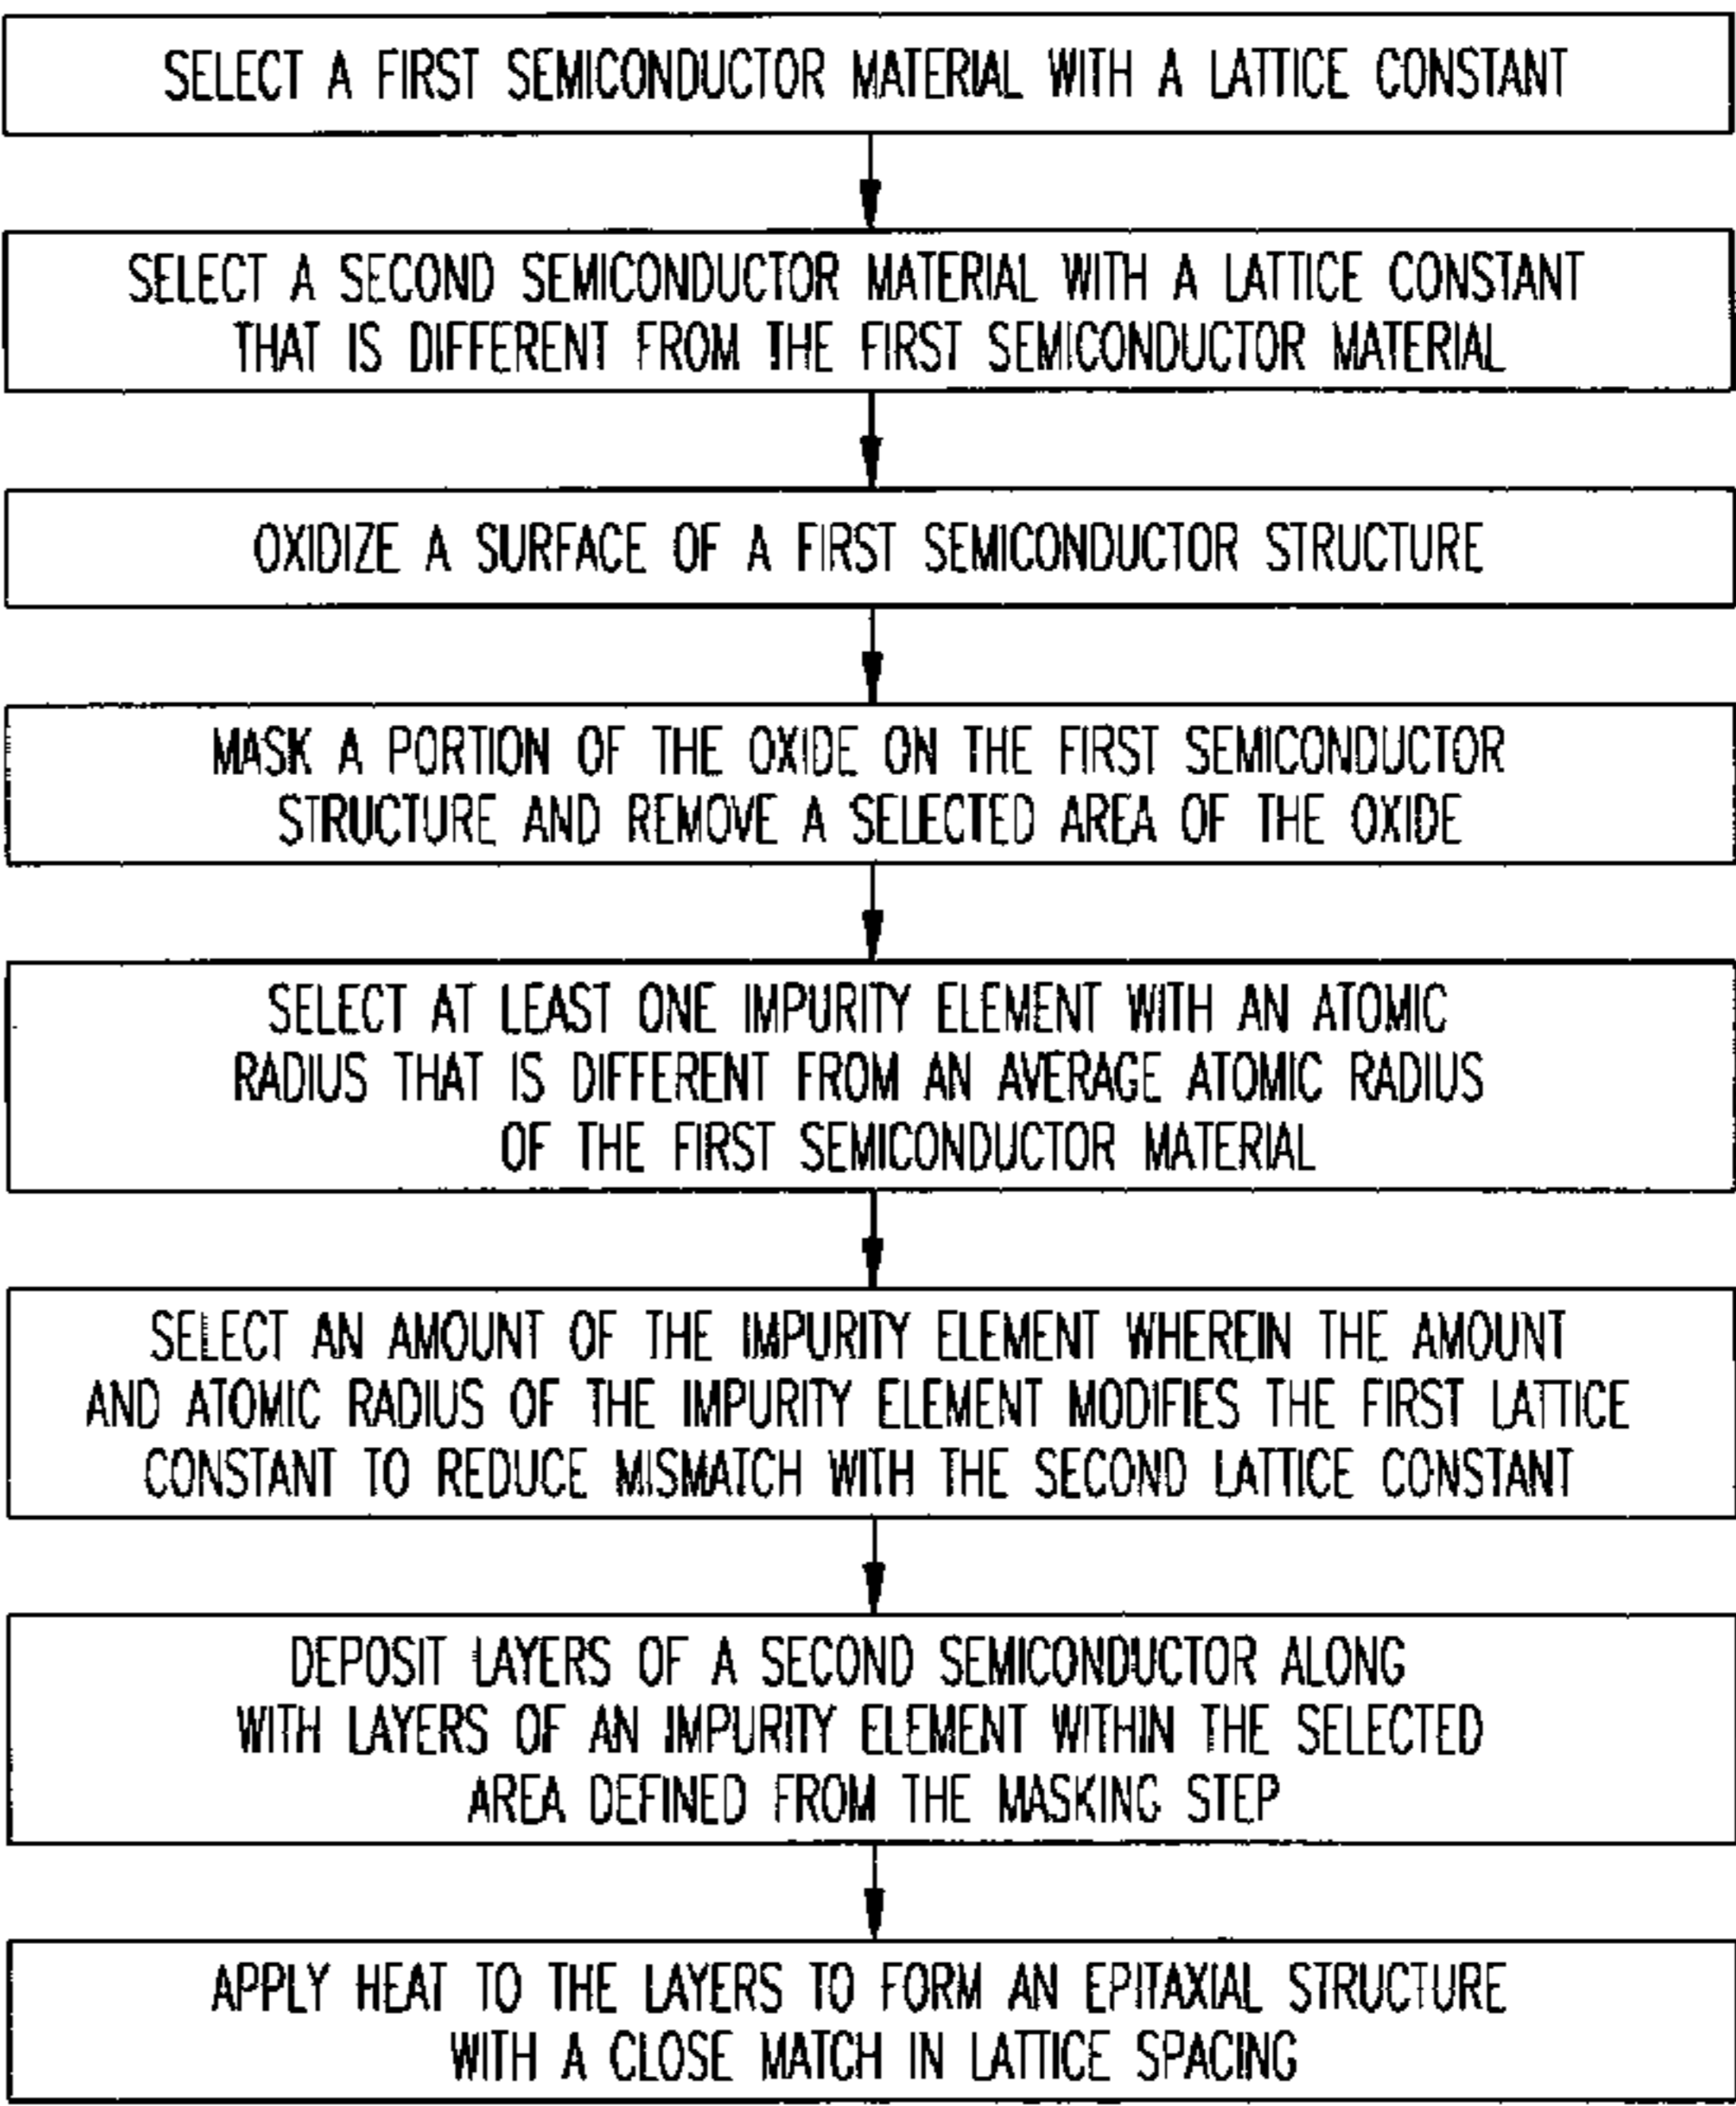 SELECT A FIRST SEMICONDUCTOR MATERIAL WITH A LATTICE CONSTANT
SELECT A SECOND SEMICONDUCTOR MATERIAL WITH A LATTICE CONSTANT
THAT IS DIFFERENT FROM THE FIRST SEMICONDUCTOR MATERIAL
OXIDIZE A SURFACE OF A FIRST SEMICONDUCTOR STRUCTURE
MASK A PORTION OF THE OXIDE ON THE FIRST SEMICONDUCTOR
STRUCTURE AND REMOVE A SELECTED AREA OF THE OXIDE
SELECT AT LEAST ONE IMPURITY ELEMENT WITH AN ATOMIC
RADIUS THAT IS DIFFERENT FROM AN AVERAGE ATOMIC RADIUS
OF THE FIRST SEMICONDUCTOR MATERIAL
SELECT AN AMOUNT OF THE IMPURITY ELEMENT WHEREIN THE AMOUNT
AND ATOMIC RADIUS OF THE IMPURITY ELEMENT MODIFIES THE FIRST LATTICE
CONSTANT TO REDUCE MISMATCH WITH THE SECOND LATTICE CONSTANT
DEPOSIT LAYERS OF A SECOND SEMICONDUCTOR ALONG
WITH LAYERS OF AN IMPURITY ELEMENT WITHIN THE SELECTED
AREA DEFINED FROM THE MASKING STEP
APPLY HEAT TO THE LAYERS TO FORM AN EPITAXIAL STRUCTURE
WITH A CLOSE MATCH IN LATTICE SPACING